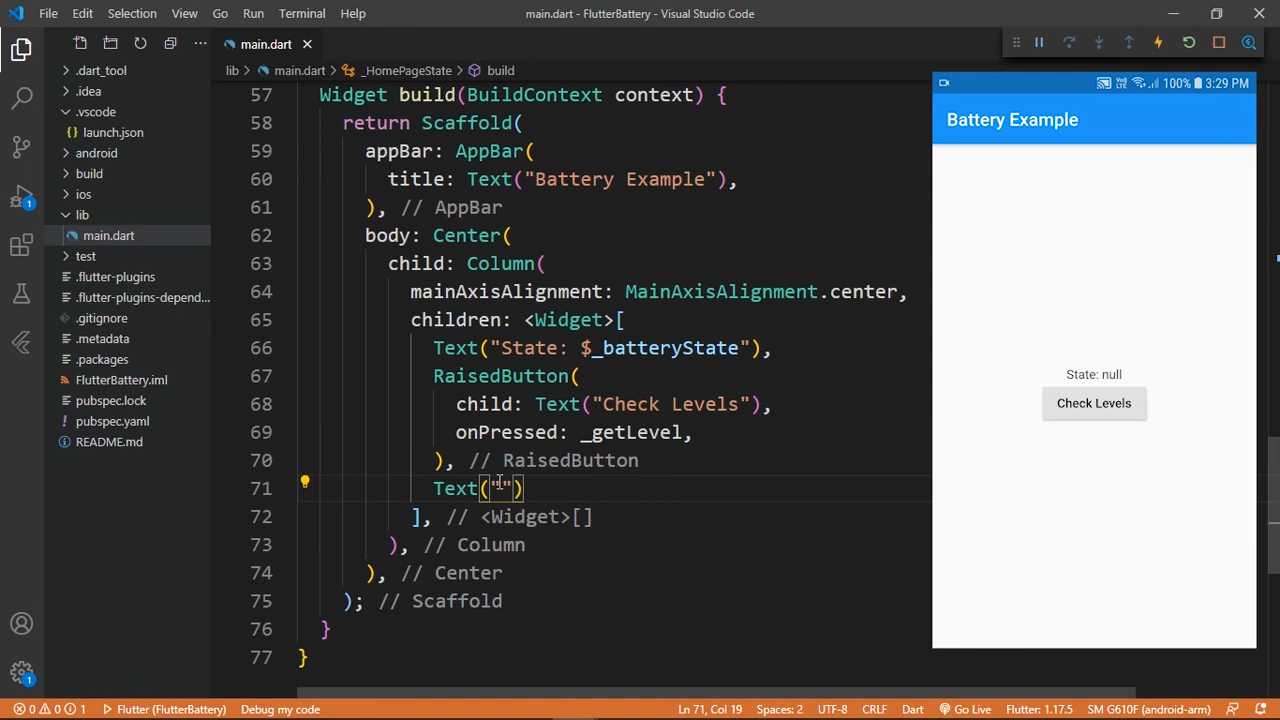 File Edit Selection View Go Run Terminal Help
main.dart - FlutterBattery - Visual Studio Code
main.dart
lib > main.dart > _HomePageState > build
.dart_tool
.idea
.vscode
launch.json
android
build
ios
lib
main.dart
test
.flutter-plugins
.flutter-plugins-depend...
.gitignore
.metadata
.packages
FlutterBattery.iml
pubspec.lock
pubspec.yaml
README.md
1
1
57 Widget build(BuildContext context) {
58 return Scaffold(
59 appBar: AppBar(
60 title: Text("Battery Example"),
61 ), // AppBar
62 body: Center(
63 child: Column(
64 mainAxisAlignment: MainAxisAlignment.center,
65 children: <Widget>[
66 Text("State: $_batteryState"),
67 RaisedButton(
68 child: Text("Check Levels"),
69 onPressed: _getLevel,
70 ), // RaisedButton
71 Text("")
72 ], // <Widget>[]
73 ), // Column
74 ), // Center
75 ); // Scaffold
76 }
77 }
100% 3:29 PM
Battery Example
State: null
Check Levels
0 0 1 Flutter (FlutterBattery) Debug my code Ln 71, Col 19 Spaces: 2 UTF-8 CRLF Dart Go Live Flutter: 1.17.5 SM G610F (android-arm)